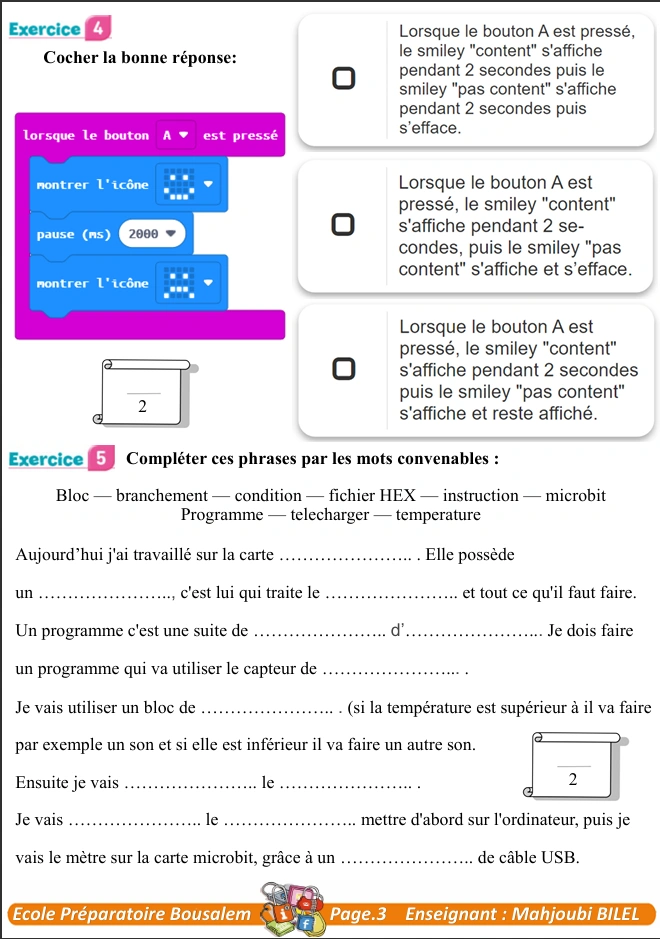 Exercice 4
Cocher la bonne réponse:
lorsque le bouton A est pressé
montrer l'icône
pause (ms) 2000
montrer l'icône
2
Lorsque le bouton A est pressé,
le smiley "content" s'affiche
pendant 2 secondes puis le
smiley "pas content" s'affiche
pendant 2 secondes puis
s'efface.
Lorsque le bouton A est
pressé, le smiley "content"
s'affiche pendant 2 se-
condes, puis le smiley "pas
content" s'affiche et s'efface.
Lorsque le bouton A est
pressé, le smiley "content"
s'affiche pendant 2 secondes
puis le smiley "pas content"
s'affiche et reste affiché.
Exercice 5 Compléter ces phrases par les mots convenables :
Bloc — branchement — condition — fichier HEX — instruction — microbit
Programme — telecharger — temperature
Aujourd'hui j'ai travaillé sur la carte ………………….. . Elle possède
un ………………….., c'est lui qui traite le ………………….. et tout ce qu'il faut faire.
Un programme c'est une suite de ………………….. d'………………….. Je dois faire
un programme qui va utiliser le capteur de ………………….. .
Je vais utiliser un bloc de ………………….. . (si la température est supérieur à il va faire
par exemple un son et si elle est inférieur il va faire un autre son.
2
Ensuite je vais ………………….. le ………………….. .
Je vais ………………….. le ………………….. mettre d'abord sur l'ordinateur, puis je
vais le mètre sur la carte microbit, grâce à un ………………….. de câble USB.
Ecole Préparatoire Bousalem Page.3 Enseignant : Mahjoubi BILEL